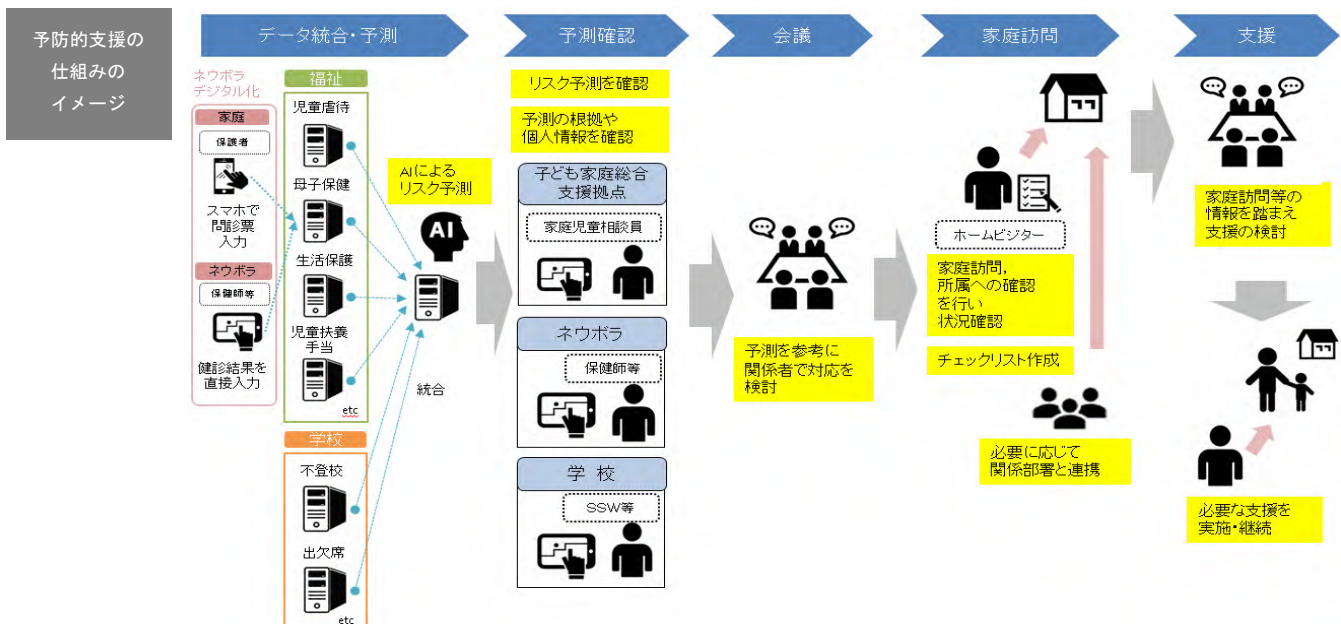 予防的支援の
仕組みの
イメージ
データ統合・予測
予測確認
会議
家庭訪問
支援
ネウボラ
デジタル化
家庭
保護者
スマホで
問診票
入力
ネウボラ
保健師等
健診結果を
直接入力
福祉
児童虐待
母子保健
生活保護
児童扶養
手当
etc
学校
不登校
出欠席
etc
AIによる
リスク予測
AI
統合
リスク予測を確認
予測の根拠や
個人情報を確認
子ども家庭総合
支援拠点
家庭児童相談員
ネウボラ
保健師等
学 校
SSW等
予測を参考に
関係者で対応を
検討
ホームビジター
家庭訪問,
所属への確認
を行い
状況確認
チェックリスト作成
必要に応じて
関係部署と連携
家庭訪問等の
情報を踏まえ
支援の検討
必要な支援を
実施・継続